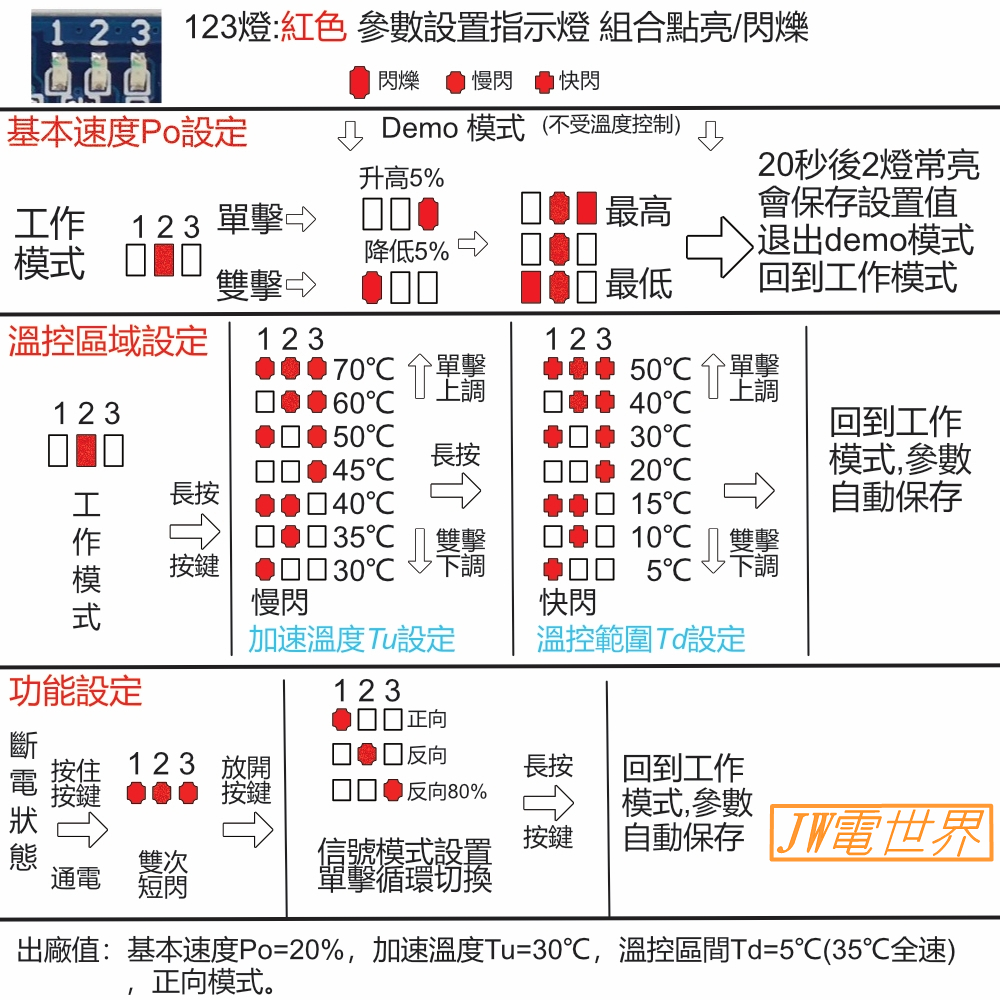 1 2 3
123燈:紅色 參數設置指示燈 組合點亮/閃爍
閃爍 慢閃 快閃
基本速度Po設定
Demo 模式 (不受溫度控制)
工作
模式
1 2 3
單擊
雙擊
升高5%
降低5%
最高
最低
20秒後2燈常亮
會保存設置值
退出demo模式
回到工作模式
溫控區域設定
1 2 3
工
作
模
式
長按
按鍵
1 2 3
70℃
60℃
50℃
45℃
40℃
35℃
30℃
單擊
上調
長按
雙擊
下調
慢閃
加速溫度Tu設定
1 2 3
50℃
40℃
30℃
20℃
15℃
10℃
5℃
單擊
上調
雙擊
下調
快閃
溫控範圍Td設定
回到工作
模式,參數
自動保存
功能設定
斷
電
狀
態
按住
按鍵
通電
1 2 3
雙次
短閃
放開
按鍵
1 2 3
正向
反向
反向80%
信號模式設置
單擊循環切換
長按
按鍵
回到工作
模式,參數
自動保存
JW電世界
出廠值：基本速度Po=20%，加速溫度Tu=30℃，溫控區間Td=5℃(35℃全速)
，正向模式。